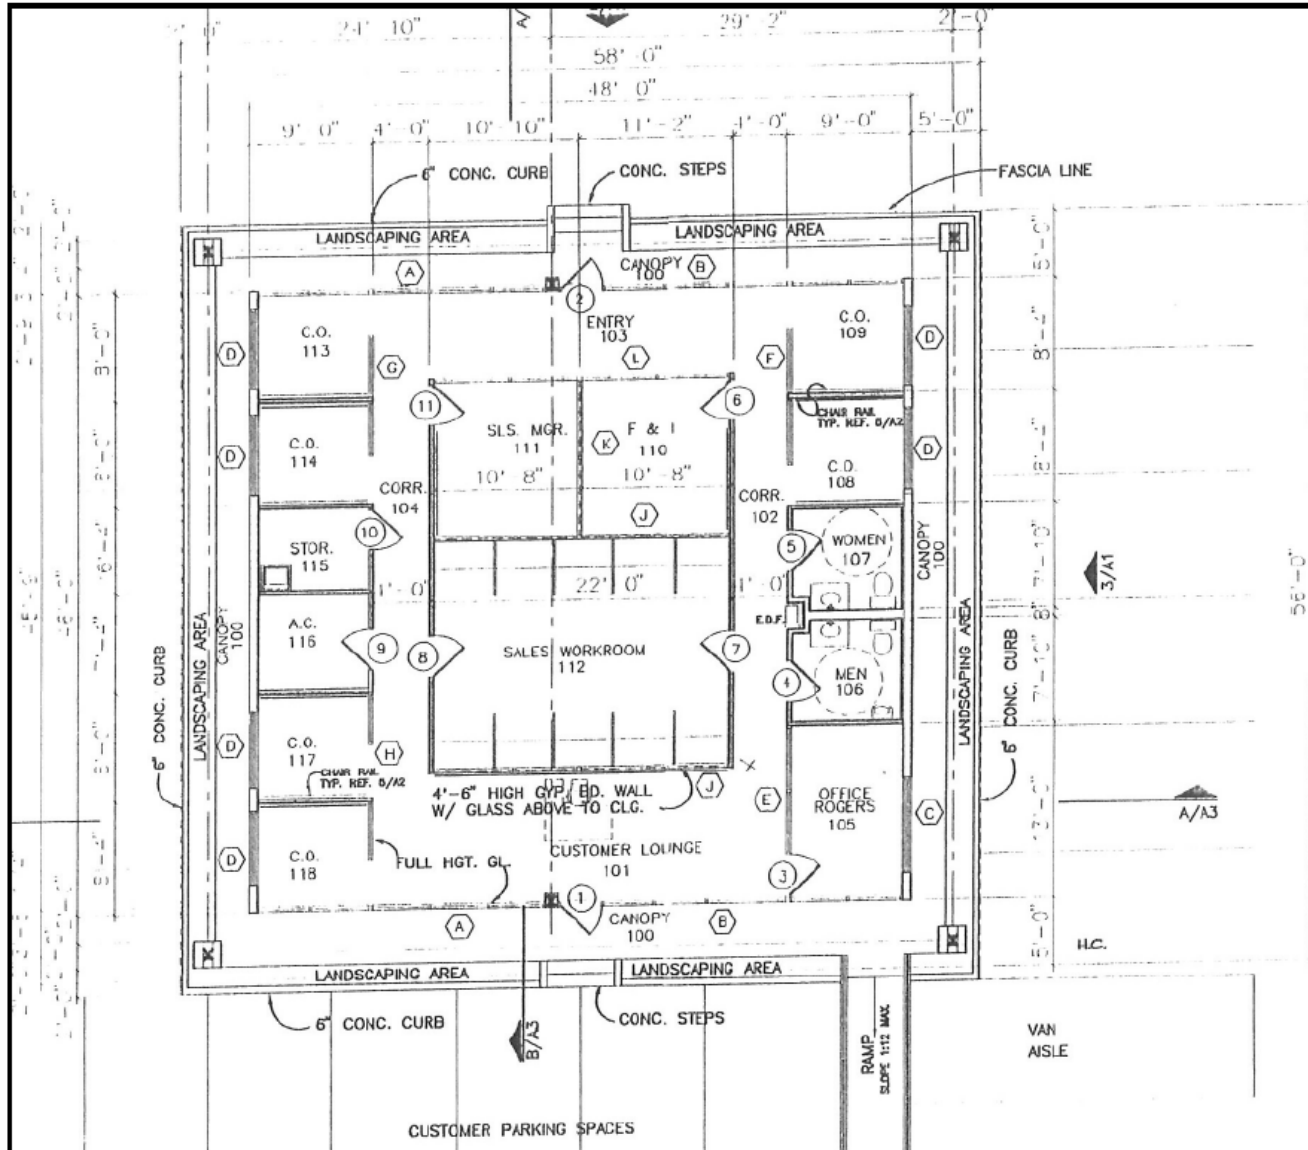 24'-10"
29'-2"
2'-0"
58'-0"
48'-0"
9'-0"
4'-0"
10'-10"
11'-2"
4'-0"
9'-0"
5'-0"
6" CONC. CURB
CONC. STEPS
FASCIA LINE
LANDSCAPING AREA
LANDSCAPING AREA
A
CANOPY
100
B
2
ENTRY
103
C.O.
113
C.O.
109
D
D
G
L
F
11
6
CHAIR RAIL
TYP. REF. 5/A2
SLS. MGR.
111
K
F & I
110
D
C.O.
114
D
C.O.
108
10'-8"
10'-8"
CORR.
104
CORR.
102
J
10
5
WOMEN
107
STOR.
115
CANOPY
100
3/A1
22'-0"
E.D.F.
56'-0"
A.C.
116
9
8
SALES WORKROOM
112
7
CANOPY
100
LANDSCAPING AREA
LANDSCAPING AREA
4
MEN
106
6" CONC. CURB
6" CONC. CURB
D
C.O.
117
H
CHAIR RAIL
TYP. REF. 5/A2
4'-6" HIGH GYP. BD. WALL
W/ GLASS ABOVE TO CLG.
J
E
OFFICE
ROGERS
105
C
A/A3
D
C.O.
118
FULL HGT. GL.
CUSTOMER LOUNGE
101
3
1
A
CANOPY
100
B
H.C.
LANDSCAPING AREA
LANDSCAPING AREA
6" CONC. CURB
CONC. STEPS
B/A3
RAMP
SLOPE 1:12 MAX.
VAN
AISLE
CUSTOMER PARKING SPACES